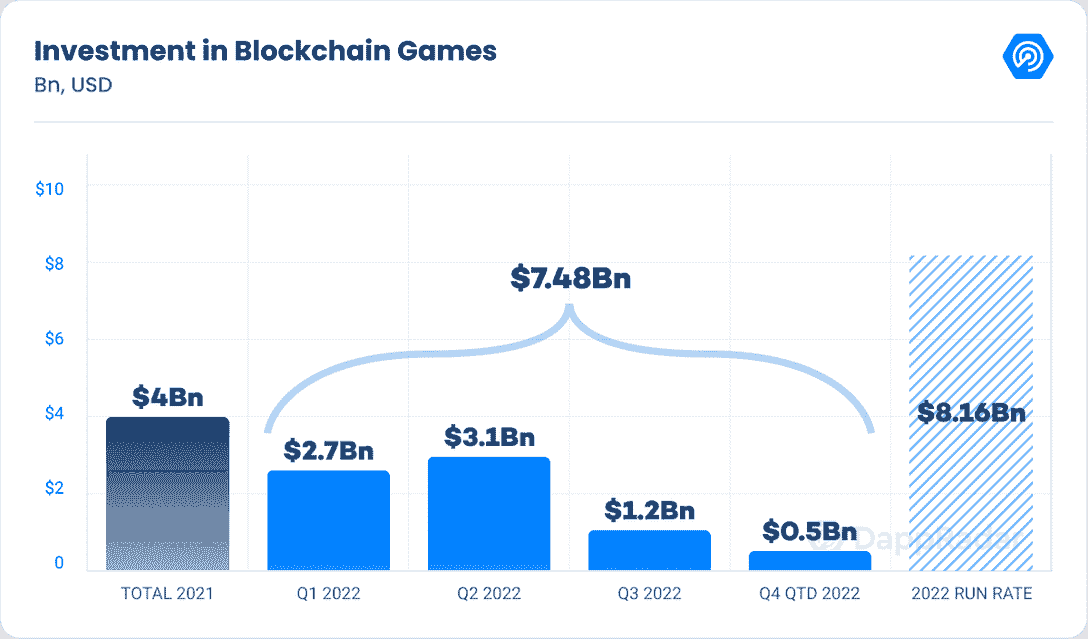 Investment in Blockchain Games
Bn, USD
$10
$8
$6
$4
$2
0
$7.48Bn
$4Bn
$2.7Bn
$3.1Bn
$1.2Bn
$0.5Bn
$8.16Bn
DappRadar
TOTAL 2021
Q1 2022
Q2 2022
Q3 2022
Q4 QTD 2022
2022 RUN RATE